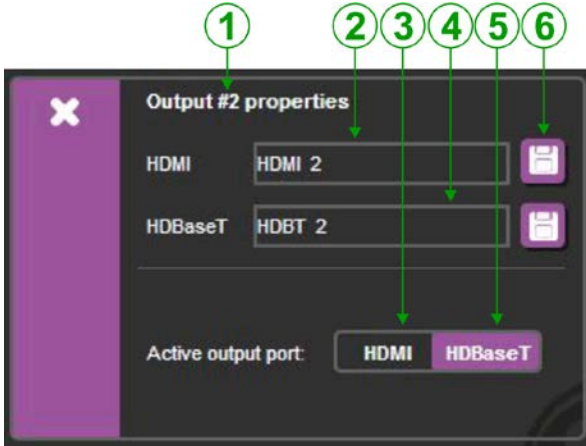 1 2 3 4 5 6
Output #2 properties
HDMI HDMI 2
HDBaseT HDBT 2
Active output port: HDMI HDBaseT